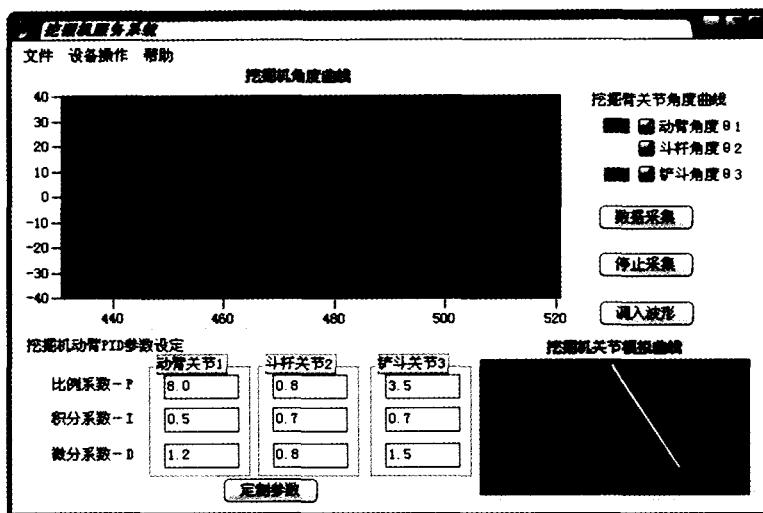 挖掘机服务系统
文件 设备操作 帮助
挖掘机角度曲线
40
30
20
10
0
-10
-20
-30
-40
440 460 480 500 520
挖掘臂关节角度曲线
动臂角度θ1
斗杆角度θ2
铲斗角度θ3
数据采集
停止采集
调入波形
挖掘机动臂PID参数设定
动臂关节1 斗杆关节2 铲斗关节3
比例系数-P 8.0 0.8 3.5
积分系数-I 0.5 0.7 0.7
微分系数-D 1.2 0.8 1.5
定制参数
挖掘机关节模拟曲线